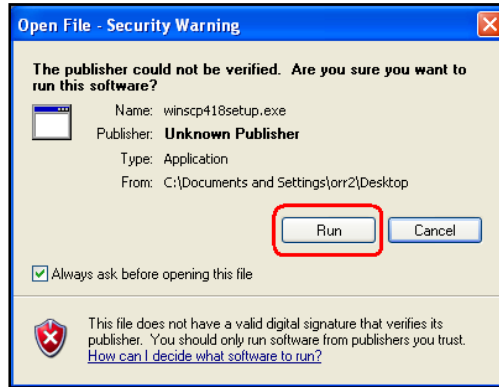 Open File - Security Warning
The publisher could not be verified.  Are you sure you want to
run this software?
Name: winscp418setup.exe
Publisher: Unknown Publisher
Type: Application
From: C:\Documents and Settings\orr2\Desktop
Run Cancel
Always ask before opening this file
This file does not have a valid digital signature that verifies its
publisher.  You should only run software from publishers you trust.
How can I decide what software to run?